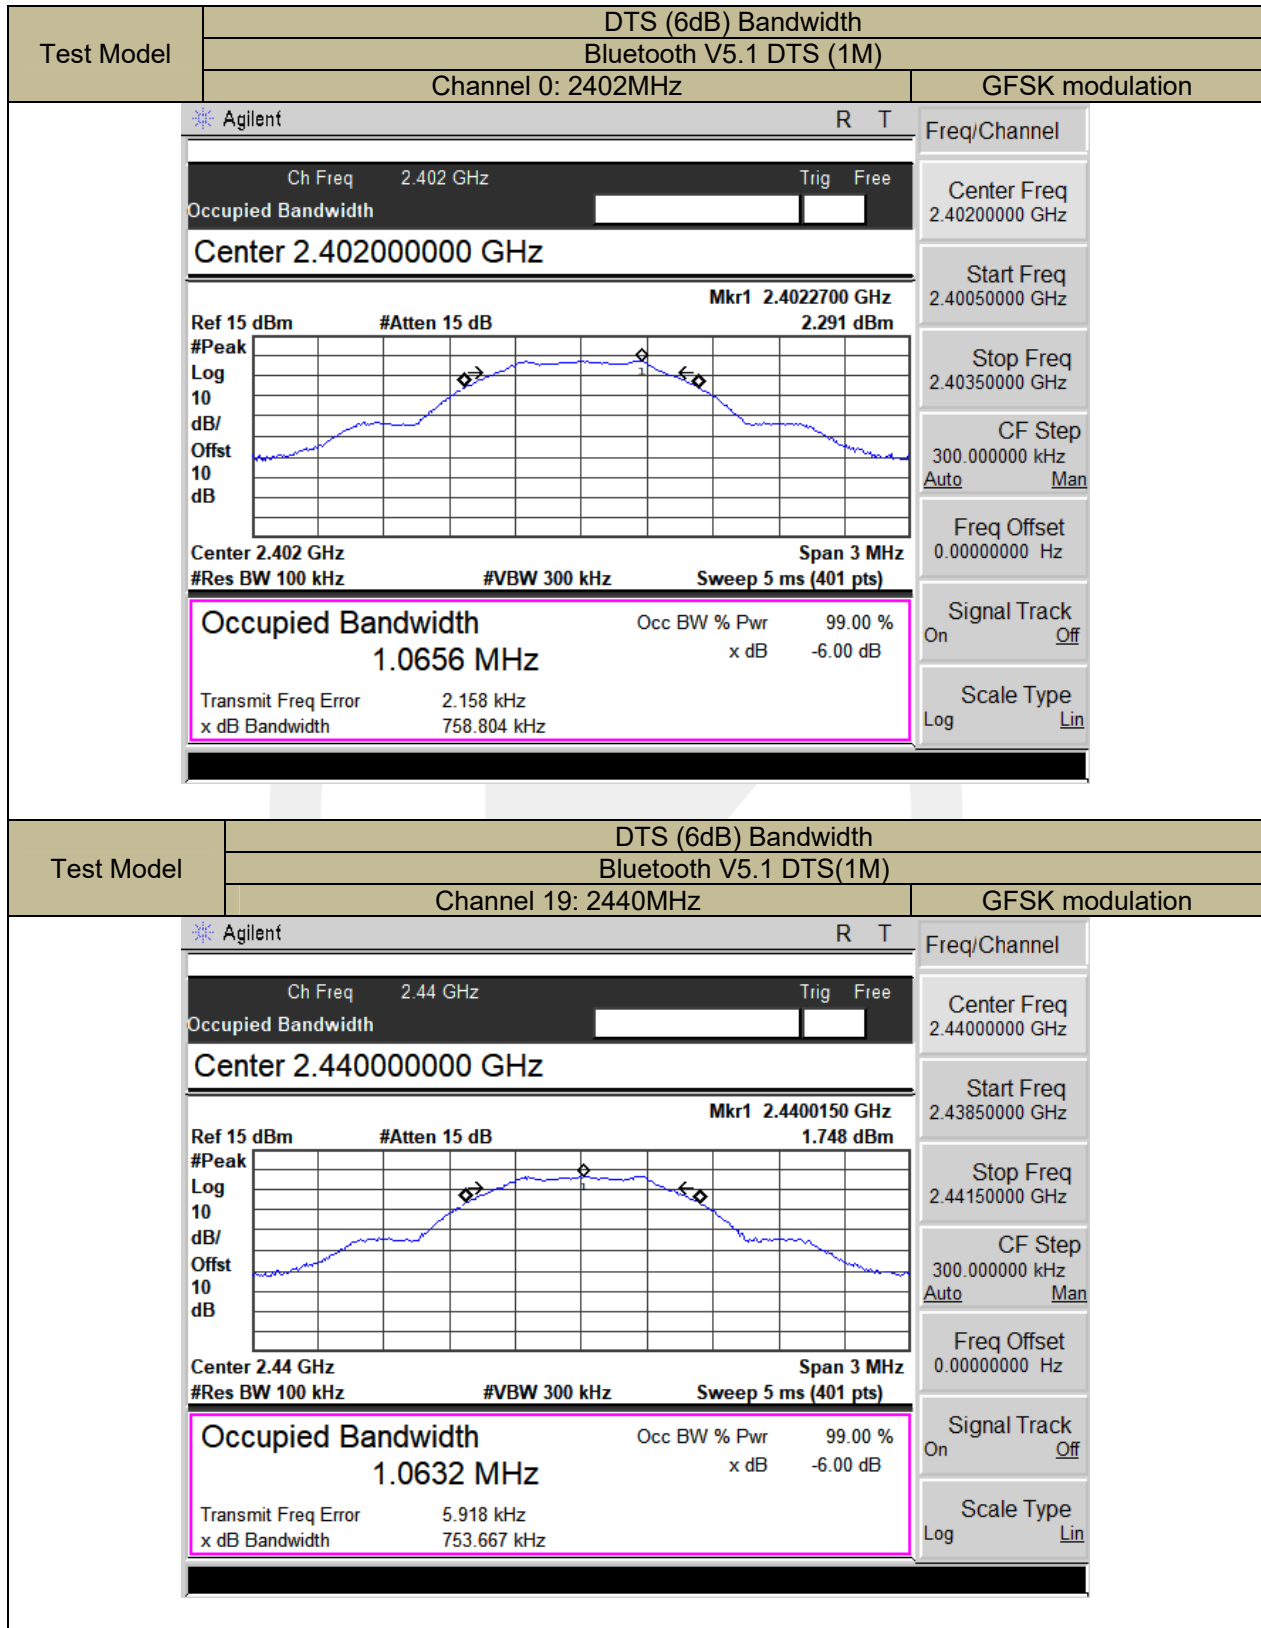 Test Model
DTS (6dB) Bandwidth
Bluetooth V5.1 DTS (1M)
Channel 0: 2402MHz GFSK modulation
Agilent R T
Freq/Channel
Ch Freq 2.402 GHz Trig Free
Occupied Bandwidth
Center 2.402000000 GHz
Mkr1 2.4022700 GHz
Ref 15 dBm #Atten 15 dB 2.291 dBm
#Peak
Log
10
dB/
Offst
10
dB
1
Center 2.402 GHz Span 3 MHz
#Res BW 100 kHz #VBW 300 kHz Sweep 5 ms (401 pts)
Occupied Bandwidth
1.0656 MHz
Occ BW % Pwr 99.00 %
x dB -6.00 dB
Transmit Freq Error 2.158 kHz
x dB Bandwidth 758.804 kHz
Center Freq
2.40200000 GHz
Start Freq
2.40050000 GHz
Stop Freq
2.40350000 GHz
CF Step
300.000000 kHz
Auto Man
Freq Offset
0.00000000 Hz
Signal Track
On Off
Scale Type
Log Lin
Test Model
DTS (6dB) Bandwidth
Bluetooth V5.1 DTS(1M)
Channel 19: 2440MHz GFSK modulation
Agilent R T
Freq/Channel
Ch Freq 2.44 GHz Trig Free
Occupied Bandwidth
Center 2.440000000 GHz
Mkr1 2.4400150 GHz
Ref 15 dBm #Atten 15 dB 1.748 dBm
#Peak
Log
10
dB/
Offst
10
dB
1
Center 2.44 GHz Span 3 MHz
#Res BW 100 kHz #VBW 300 kHz Sweep 5 ms (401 pts)
Occupied Bandwidth
1.0632 MHz
Occ BW % Pwr 99.00 %
x dB -6.00 dB
Transmit Freq Error 5.918 kHz
x dB Bandwidth 753.667 kHz
Center Freq
2.44000000 GHz
Start Freq
2.43850000 GHz
Stop Freq
2.44150000 GHz
CF Step
300.000000 kHz
Auto Man
Freq Offset
0.00000000 Hz
Signal Track
On Off
Scale Type
Log Lin